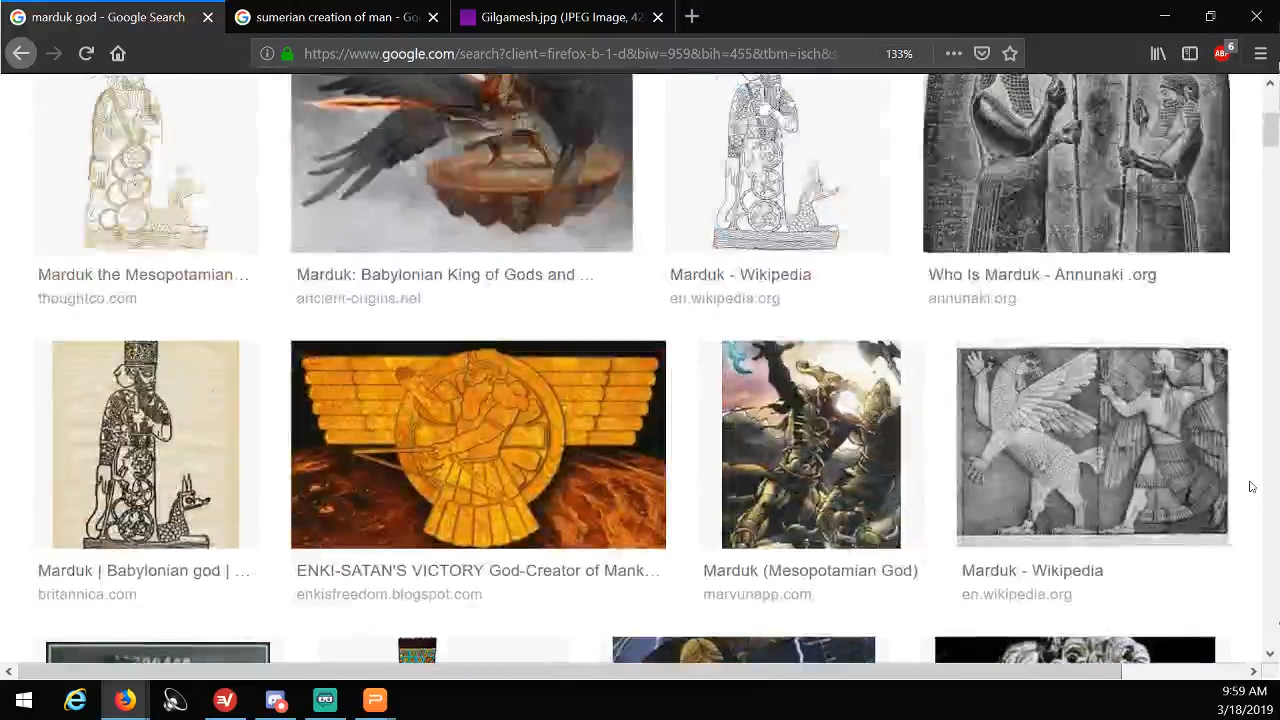 marduk god - Google Search
sumerian creation of man - Go
Gilgamesh.jpg (JPEG Image, 42
https://www.google.com/search?client=firefox-b-1-d&biw=959&bih=455&tbm=isch&s
133%
ABP
6
Marduk the Mesopotamian...
Marduk: Babylonian King of Gods and ...
Marduk - Wikipedia
Who Is Marduk - Annunaki .org
thoughtco.com
ancient-origins.net
en.wikipedia.org
annunaki.org
Marduk | Babylonian god | ...
ENKI-SATAN'S VICTORY God-Creator of Mank...
Marduk (Mesopotamian God)
Marduk - Wikipedia
britannica.com
enkisfreedom.blogspot.com
marvunapp.com
en.wikipedia.org
9:59 AM
3/18/2019